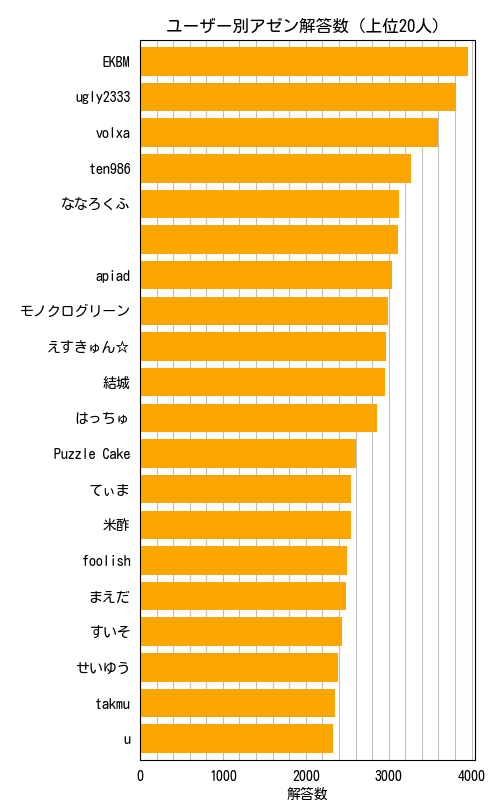 ユーザー別アゼン解答数 (上位20人)
EKBM
ugly2333
volxa
ten986
ななろくふ
apiad
モノクログリーン
えすきゅん☆
結城
はっちゅ
Puzzle Cake
てぃま
米酢
foolish
まえだ
すいそ
せいゆう
takmu
u
0 1000 2000 3000 4000
解答数